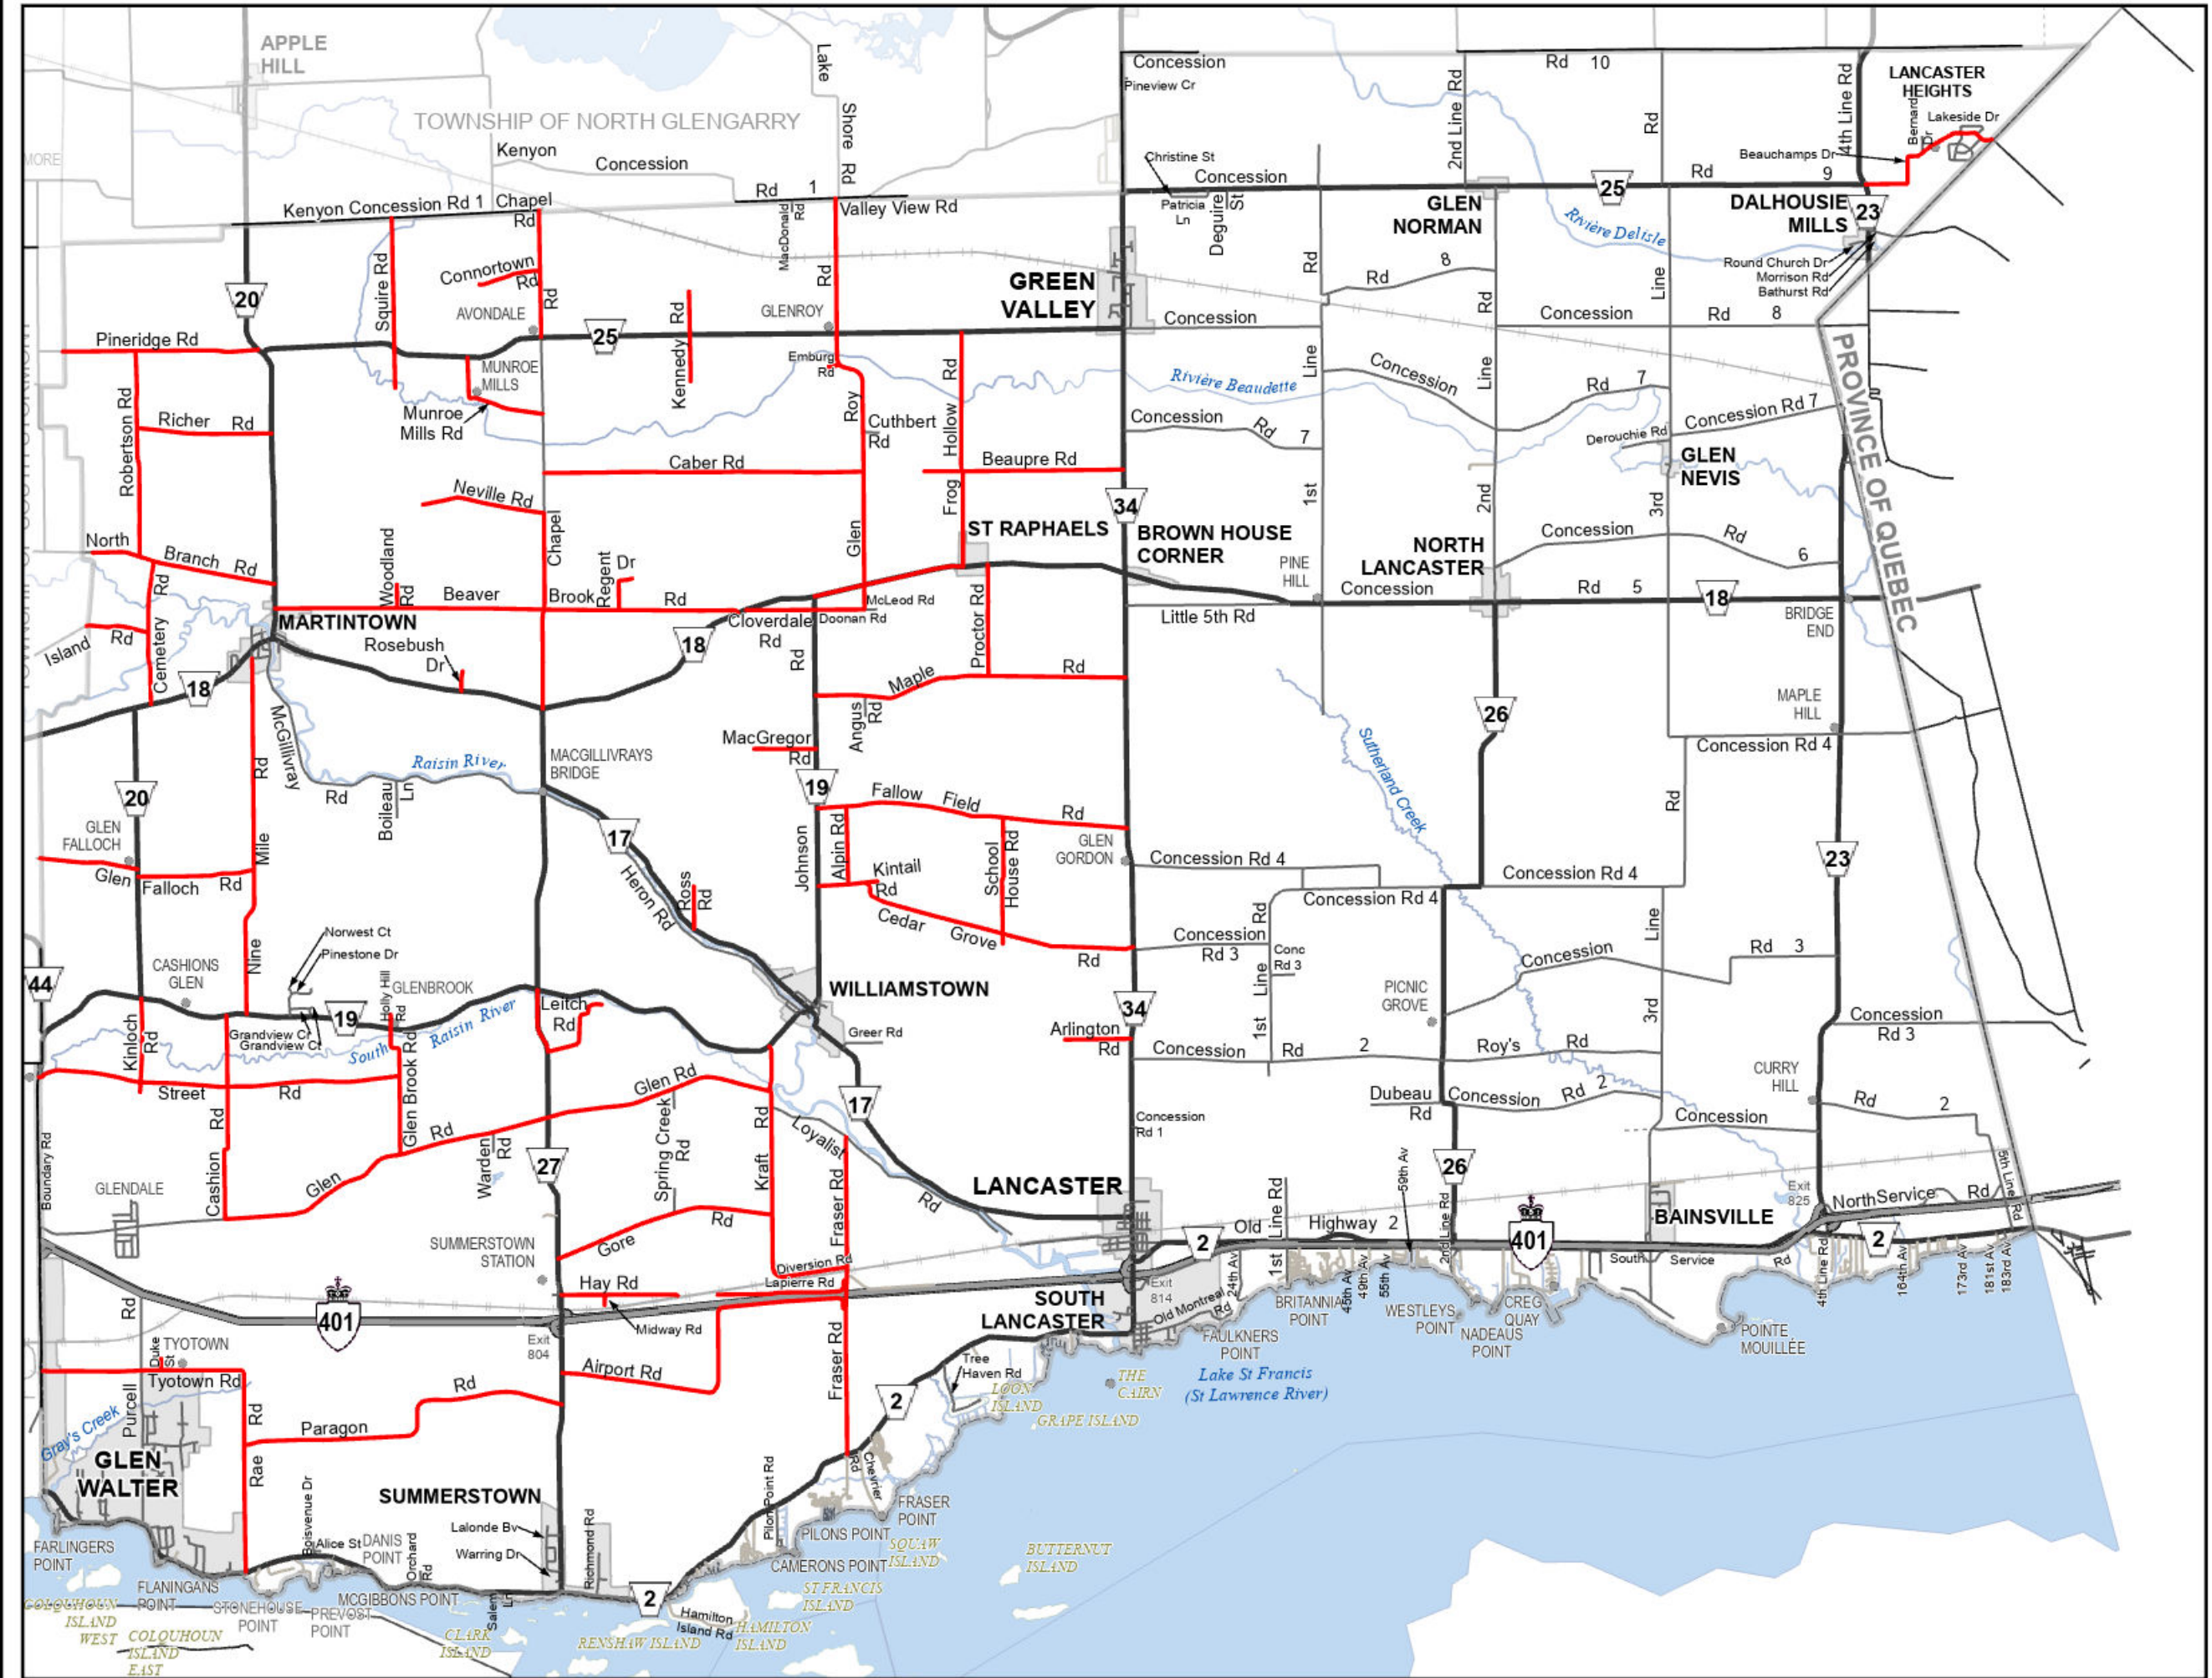 APPLE
HILL
TOWNSHIP OF NORTH GLENGARRY
MORE
Lake
Shore Rd
Kenyon
Concession
Rd 1
Kenyon Concession Rd 1
Chapel
Rd
MacDonald
Rd
Valley View Rd
Concession
Rd 10
Pineview Cr
2nd Line Rd
Rd
4th Line Rd
LANCASTER
HEIGHTS
Bernard
Dr
Lakeside Dr
Beauchamps Dr
Christine St
Concession
Rd
9
25
Patricia
Ln
Deguire
St
GLEN
NORMAN
Rivière Delisle
DALHOUSIE
MILLS
23
Round Church Dr
Morrison Rd
Bathurst Rd
20
Squire Rd
Connortown
Rd
Rd
AVONDALE
25
Kennedy Rd
GLENROY
Rd
GREEN
VALLEY
Rd
Rd
8
Concession
Rd
Line
Concession
Rd
8
Pineridge Rd
MUNROE
MILLS
Munroe
Mills Rd
Emburg
Rd
Roy
Cuthbert
Rd
Hollow Rd
Rivière Beaudette
Line
Concession
Line
Rd
7
Concession
Rd
7
Concession Rd 7
Derouchie Rd
GLEN
NEVIS
PROVINCE OF QUEBEC
Robertson Rd
Richer Rd
Caber Rd
Beaupre Rd
Neville Rd
Frog
34
1st
2nd
3rd
North
Branch Rd
Woodland
Rd
Chapel
Regent
Dr
Glen
ST RAPHAELS
BROWN HOUSE
CORNER
PINE
HILL
NORTH
LANCASTER
Concession
Rd
6
Concession
Rd
5
18
Cemetery Rd
Beaver
Brook
Rd
McLeod Rd
Little 5th Rd
BRIDGE
END
MARTINTOWN
Island
Rd
Rosebush
Dr
18
Cloverdale
Rd
Doonan Rd
Rd
Proctor Rd
18
Maple
Rd
26
MAPLE
HILL
McGillivray
Rd
Raisin River
MACGILLIVRAYS
BRIDGE
MacGregor
Rd
Angus
Rd
Sutherland Creek
Concession Rd 4
Rd
Boileau
Ln
20
19
Fallow
Field
Rd
Rd
GLEN
FALLOCH
17
Johnson
Alpin Rd
School
House Rd
GLEN
GORDON
Concession Rd 4
Concession Rd 4
23
Mile
Glen
Falloch Rd
Heron Rd
Ross
Rd
Kintail
Rd
Cedar
Grove
Rd
Concession Rd 4
Norwest Ct
Pinestone Dr
Concession
Rd 3
1st Line Rd
Conc
Rd 3
Line
Concession
Rd
3
CASHIONS
GLEN
Nine
44
Holly Hill
Rd
GLENBROOK
Leitch
Rd
WILLIAMSTOWN
34
PICNIC
GROVE
3rd
19
Grandview Cr
Grandview Ct
South
Raisin River
Greer Rd
Arlington
Rd
Concession
Rd 3
Kinloch
Rd
Concession
Rd
2
Roy's
Rd
Street
Rd
Glen Brook Rd
Glen Rd
17
CURRY
HILL
Dubeau
Rd
Concession
Rd 2
Rd
2
Concession
Concession
Rd 1
Cashion Rd
Rd
Warden
Rd
Spring Creek
Rd
Rd
Kraft
Loyalist
Rd
Boundary Rd
GLENDALE
Glen
27
Fraser Rd
LANCASTER
59th Av
26
5th Line Rd
Exit
825
North Service
Rd
BAINSVILLE
SUMMERSTOWN
STATION
Gore
Rd
2
Old
Highway 2
1st Line Rd
2nd Line Rd
401
2
Diversion Rd
Lapierre Rd
Hay Rd
Midway Rd
Exit
814
24th Av
South
Service
Rd
4th Line Rd
164th Av
173rd Av
181st Av
183rd Av
45th Av
49th Av
55th Av
BRITANNIA
POINT
WESTLEYS
POINT
CREG
QUAY
NADEAUS
POINT
POINTE
MOUILLÉE
Rd
401
Exit
804
SOUTH
LANCASTER
Old Montreal
Rd
FAULKNERS
POINT
Duke
St
TYOTOWN
Tyotown Rd
Airport Rd
Fraser Rd
Tree
Haven Rd
LOON
ISLAND
THE
CAIRN
GRAPE ISLAND
Lake St Francis
(St Lawrence River)
Gray's Creek
Purcell
Rd
Paragon
Rd
2
GLEN
WALTER
Rae
Rd
Chevrier
SUMMERSTOWN
Boisvenue Dr
Alice St
DANIS
POINT
Orchard
Rd
Lalonde Bv
Warring Dr
Richmond Rd
Pilon Point Rd
FRASER
POINT
PILONS POINT
SQUAW
ISLAND
CAMERONS POINT
BUTTERNUT
ISLAND
FARLINGERS
POINT
FLANINGANS
POINT
STONEHOUSE
POINT
PREVOST
POINT
MCGIBBONS POINT
Salem
Ln
2
ST FRANCIS
ISLAND
Hamilton
Island Rd
HAMILTON
ISLAND
COLQUHOUN
ISLAND
WEST
COLQUHOUN
ISLAND
EAST
CLARK
ISLAND
RENSHAW ISLAND